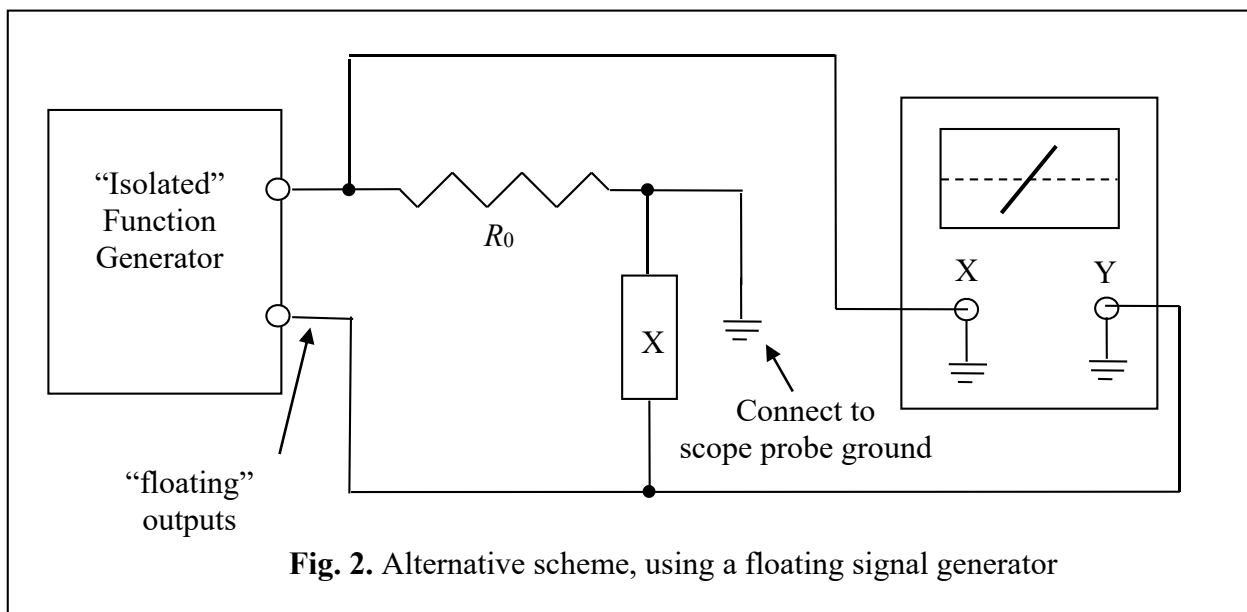 “Isolated”
Function
Generator
R0
X
X
Y
Connect to
scope probe ground
“floating”
outputs
Fig. 2. Alternative scheme, using a floating signal generator